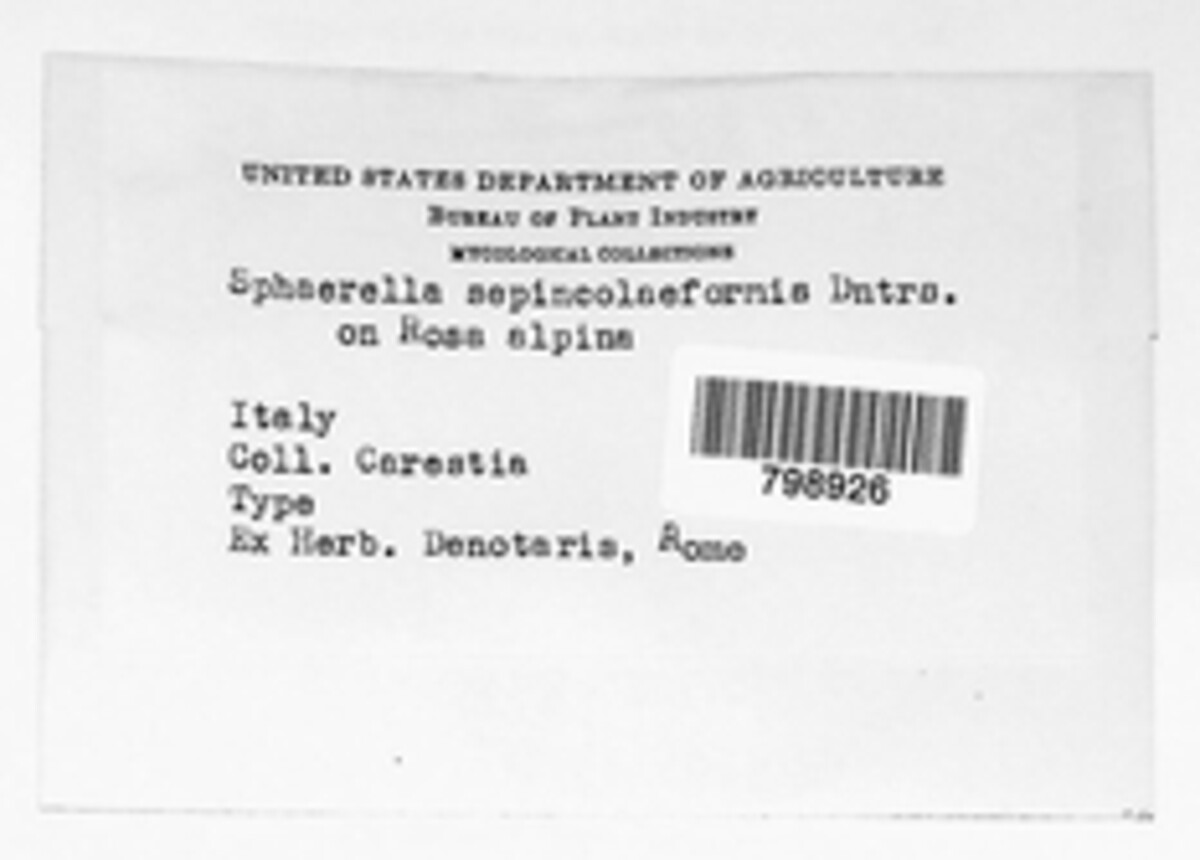 UNITED STATES DEPARTMENT OF AGRICULTURE
BUREAU OF PLANT INDUSTRY
MYCOLOGICAL COLLECTIONS
Sphaerella sepincolaeformis Dntrs.
on Rosa alpina
Italy
Coll. Carestia
Type
Ex Herb. Denotaris, Rome
798926